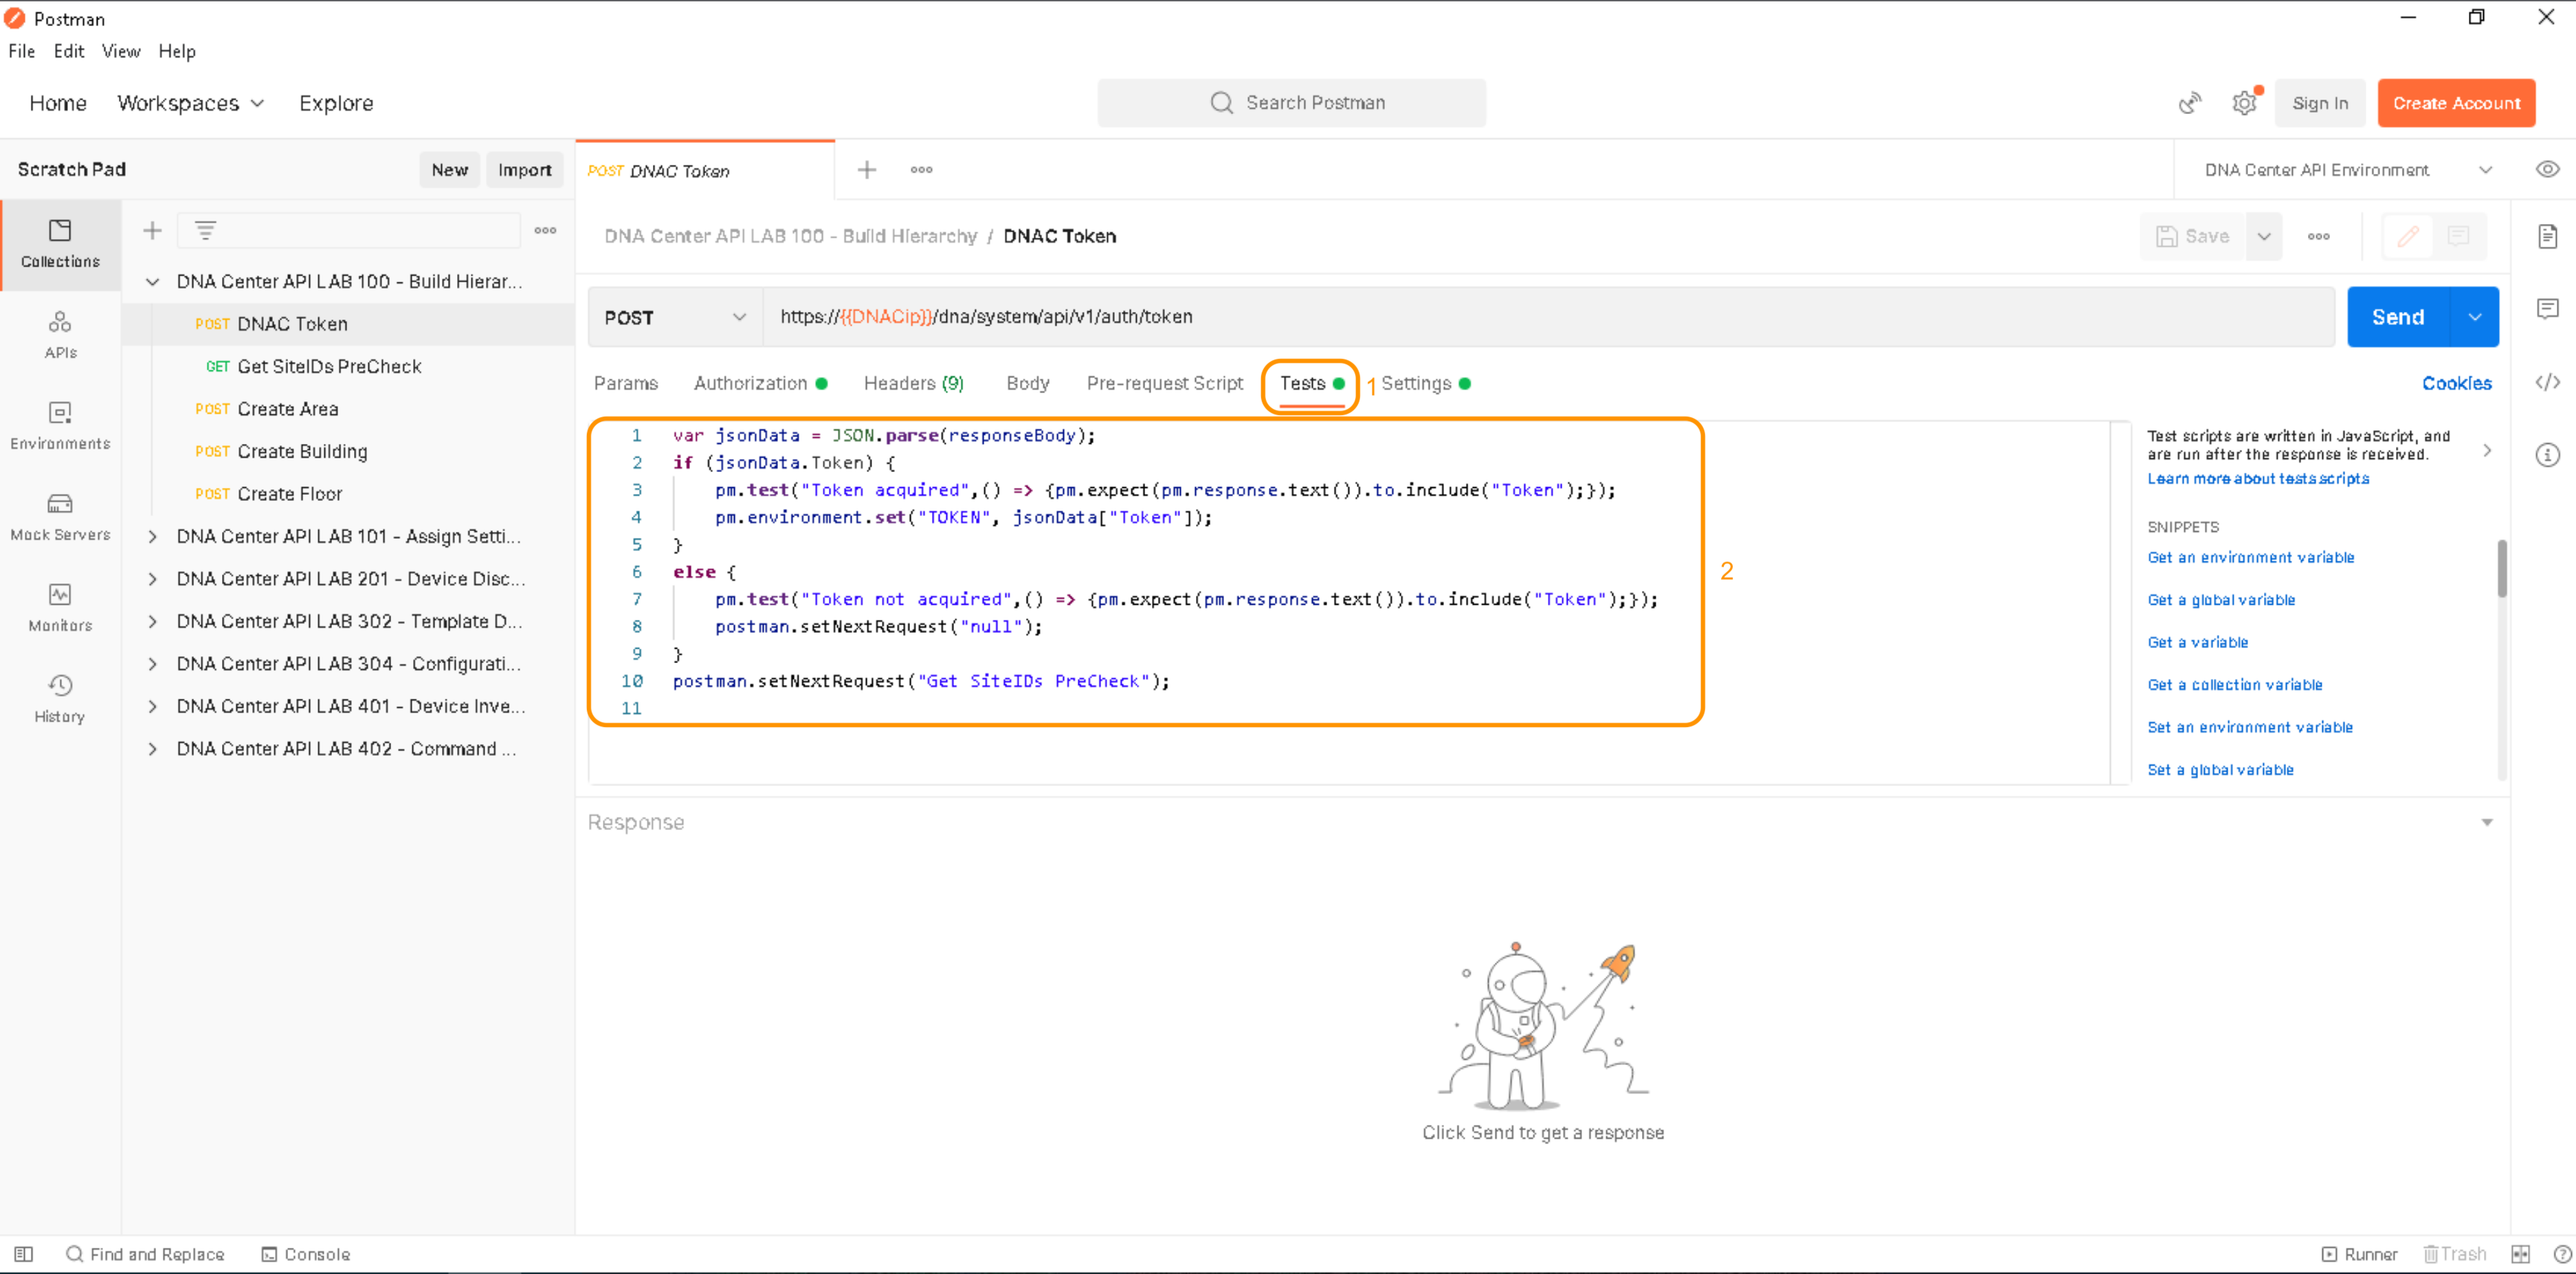 Postman
File Edit View Help
Home Workspaces Explore
Search Postman
Sign In
Create Account
Scratch Pad
New
Import
POST DNAC Token
DNA Center API Environment
Collections
APIs
Environments
Mock Servers
Monitors
History
DNA Center API LAB 100 - Build Hierar...
POST DNAC Token
GET Get SiteIDs PreCheck
POST Create Area
POST Create Building
POST Create Floor
DNA Center API LAB 101 - Assign Setti...
DNA Center API LAB 201 - Device Disc...
DNA Center API LAB 302 - Template D...
DNA Center API LAB 304 - Configurati...
DNA Center API LAB 401 - Device Inve...
DNA Center API LAB 402 - Command ...
DNA Center API LAB 100 - Build Hierarchy / DNAC Token
Save
POST
https://{{DNACip}}/dna/system/api/v1/auth/token
Send
Params Authorization Headers (9) Body Pre-request Script Tests 1 Settings
Cookies
1 var jsonData = JSON.parse(responseBody);
2 if (jsonData.Token) {
3 pm.test("Token acquired",() => {pm.expect(pm.response.text()).to.include("Token");});
4 pm.environment.set("TOKEN", jsonData["Token"]);
5 }
6 else {
7 pm.test("Token not acquired",() => {pm.expect(pm.response.text()).to.include("Token");});
8 postman.setNextRequest("null");
9 }
10 postman.setNextRequest("Get SiteIDs PreCheck");
11
2
Test scripts are written in JavaScript, and
are run after the response is received.
Learn more about tests scripts
SNIPPETS
Get an environment variable
Get a global variable
Get a variable
Get a collection variable
Set an environment variable
Set a global variable
Response
Click Send to get a response
Find and Replace
Console
Runner
Trash